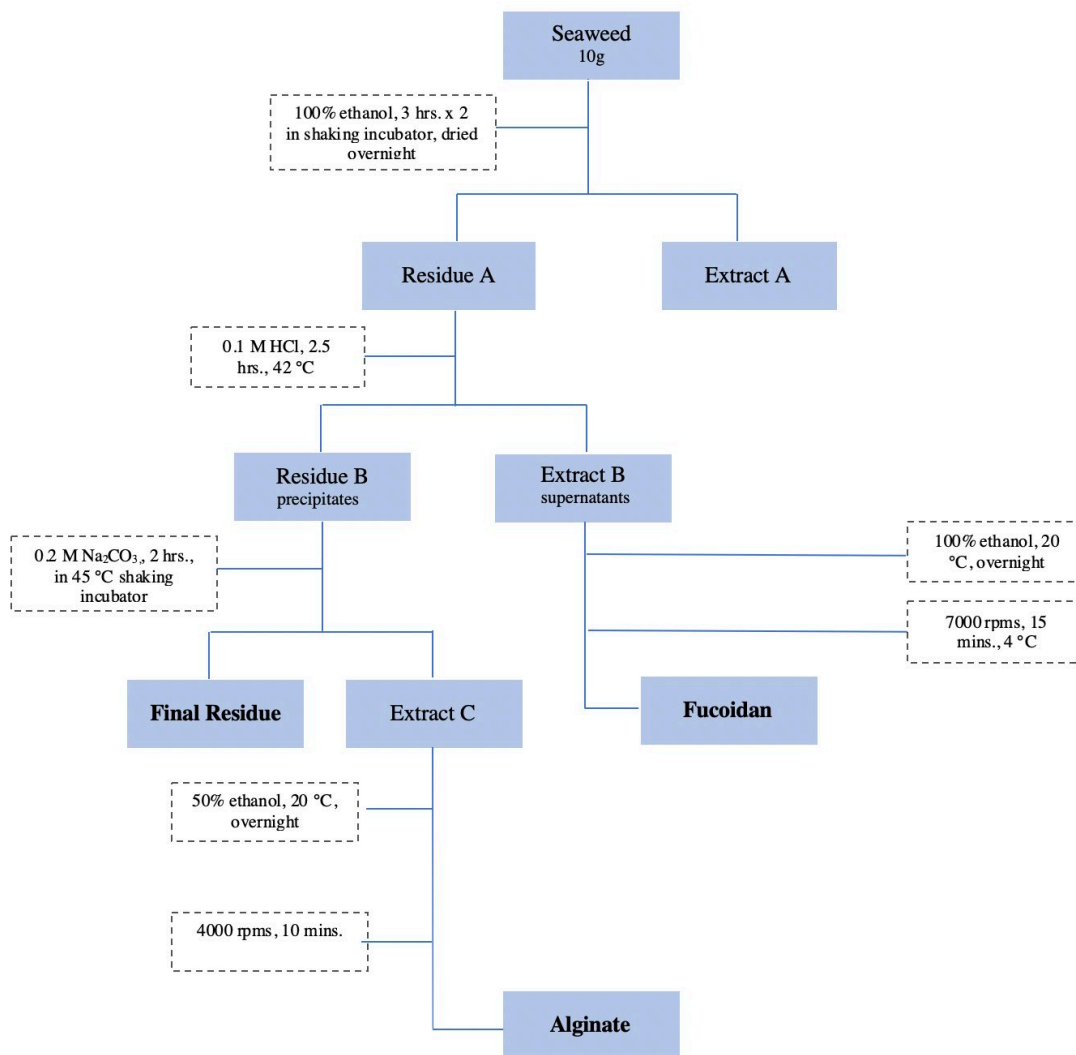 Seaweed
10g
100% ethanol, 3 hrs. x 2
in shaking incubator, dried
overnight
Residue A
Extract A
0.1 M HCl, 2.5
hrs., 42 °C
Residue B
precipitates
Extract B
supernatants
0.2 M Na₂CO₃, 2 hrs.,
in 45 °C shaking
incubator
100% ethanol, 20
°C, overnight
7000 rpms, 15
mins., 4 °C
Final Residue
Extract C
Fucoidan
50% ethanol, 20 °C,
overnight
4000 rpms, 10 mins.
Alginate